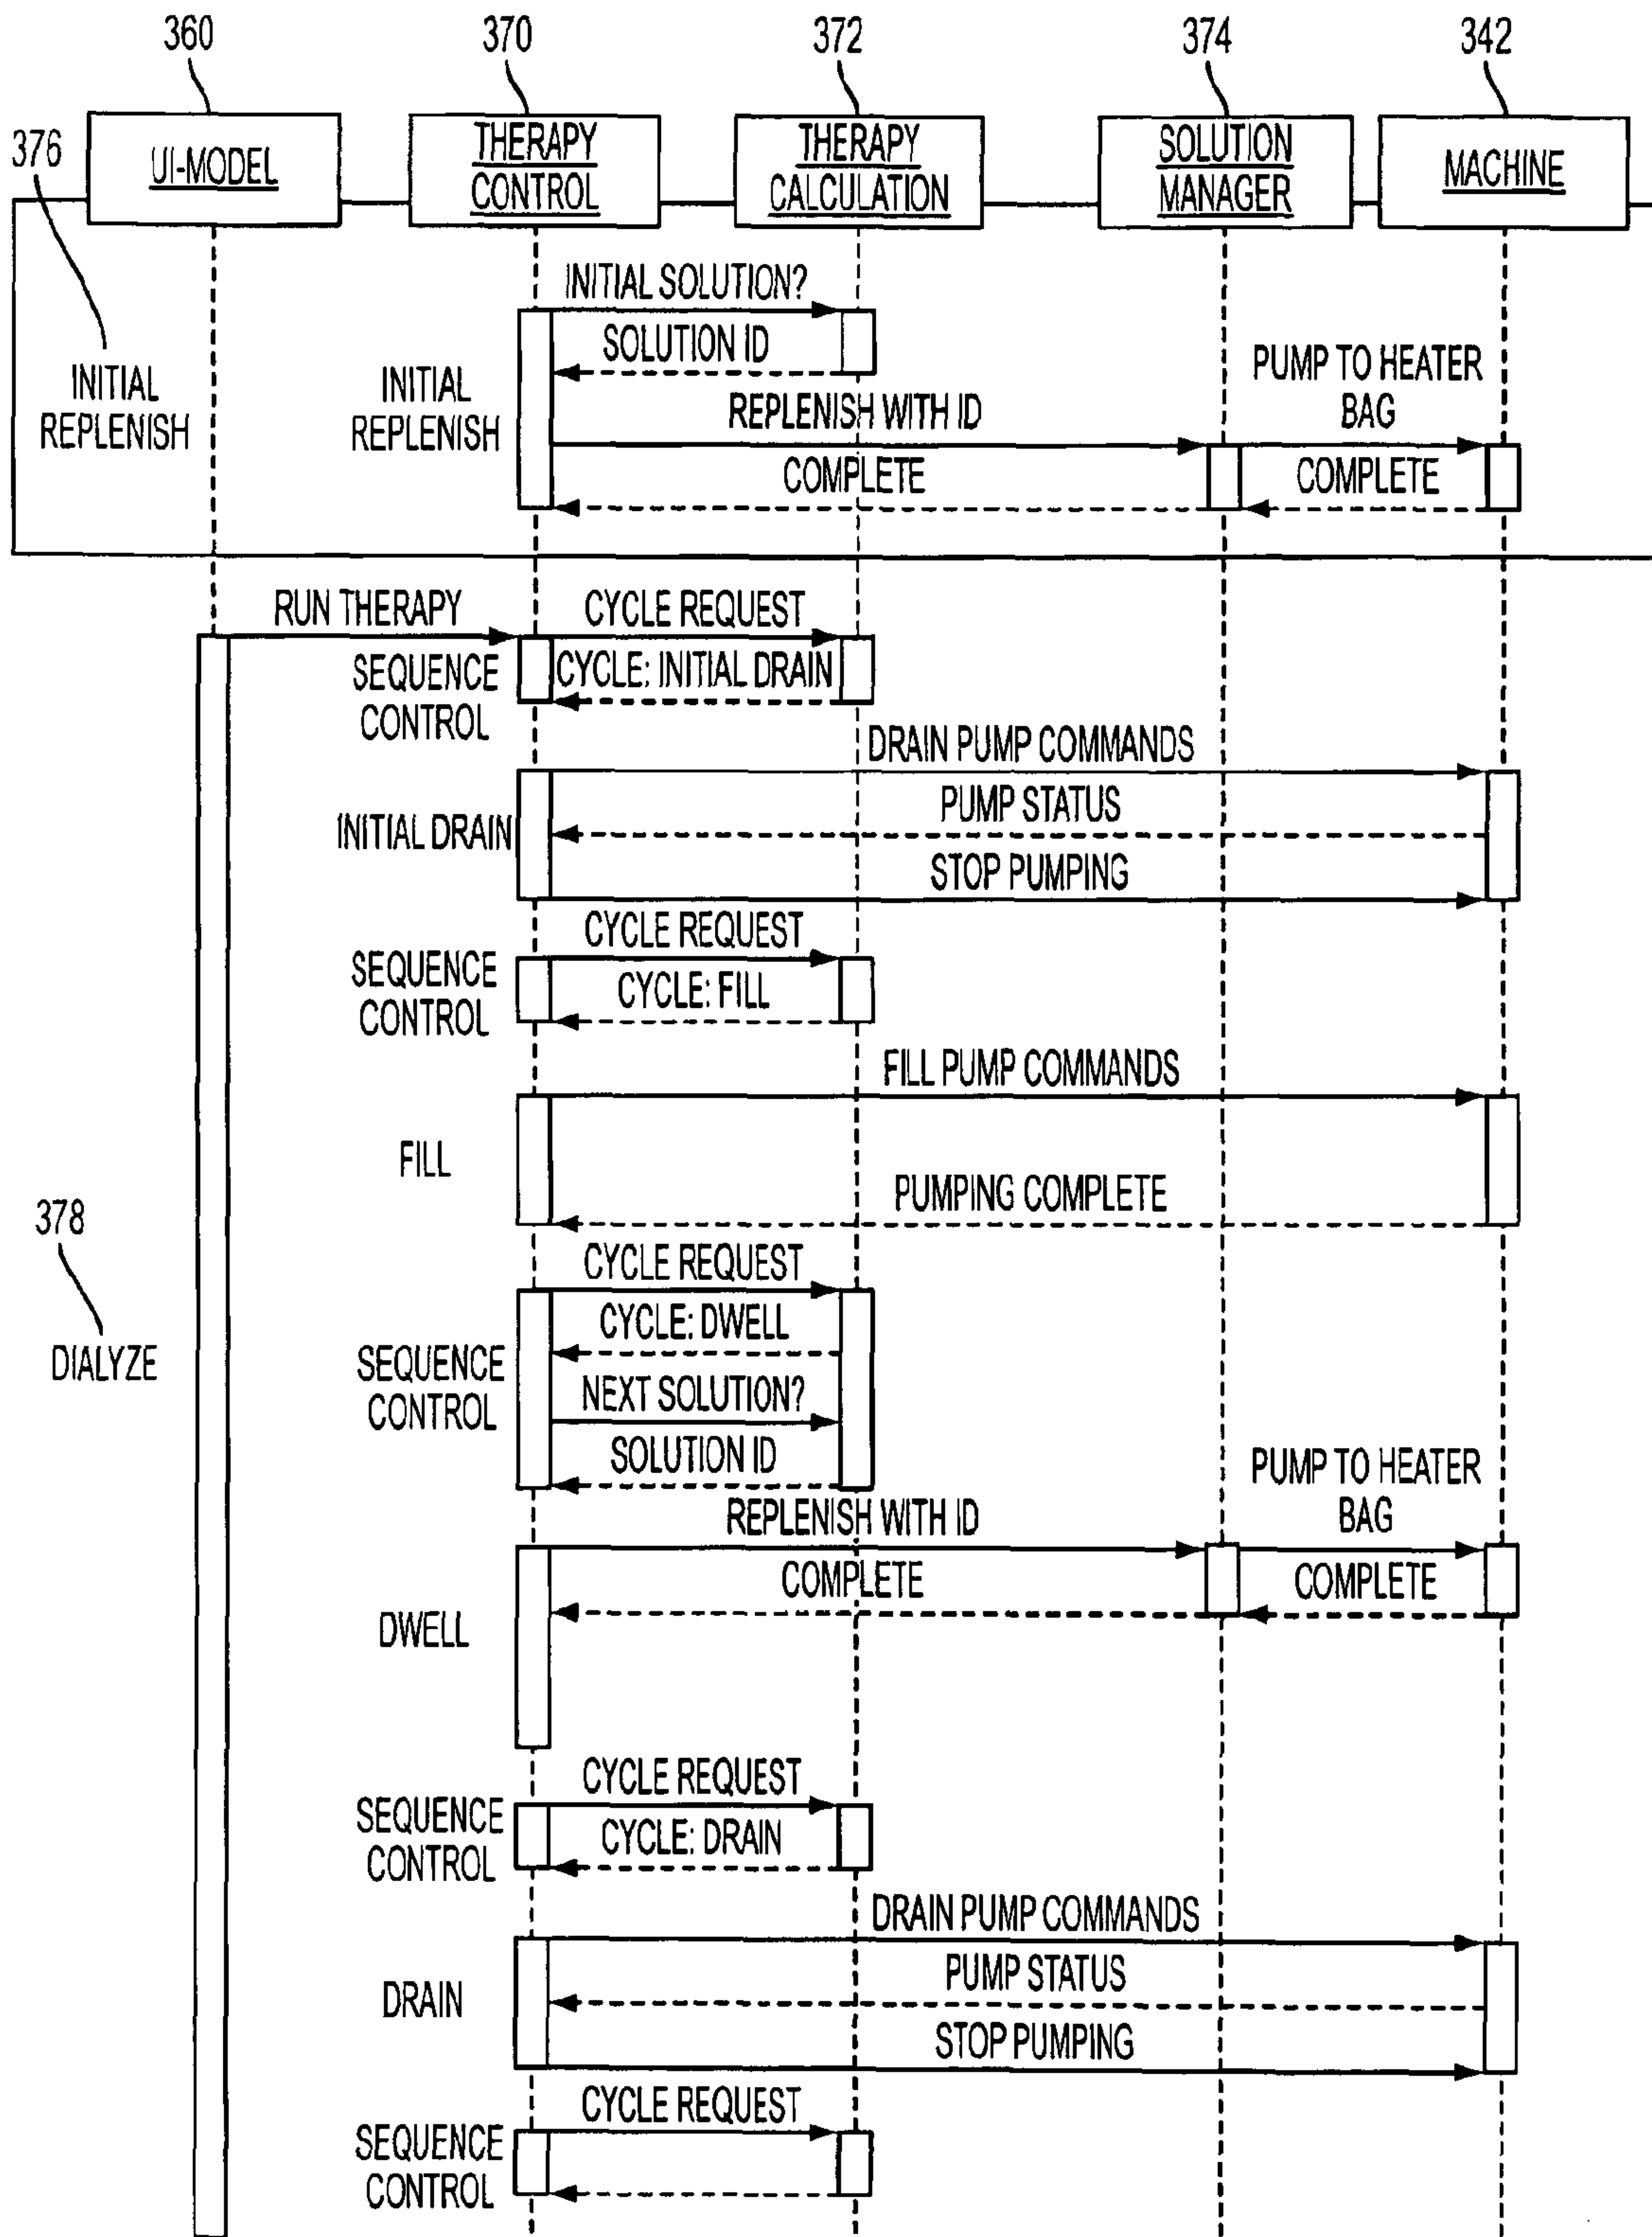 360
370
372
374
342
376
UI-MODEL
THERAPY
CONTROL
THERAPY
CALCULATION
SOLUTION
MANAGER
MACHINE
INITIAL SOLUTION?
SOLUTION ID
INITIAL
REPLENISH
INITIAL
REPLENISH
REPLENISH WITH ID
PUMP TO HEATER
BAG
COMPLETE
COMPLETE
RUN THERAPY
CYCLE REQUEST
SEQUENCE
CONTROL
CYCLE: INITIAL DRAIN
DRAIN PUMP COMMANDS
INITIAL DRAIN
PUMP STATUS
STOP PUMPING
CYCLE REQUEST
SEQUENCE
CONTROL
CYCLE: FILL
FILL PUMP COMMANDS
FILL
PUMPING COMPLETE
378
DIALYZE
CYCLE REQUEST
CYCLE: DWELL
SEQUENCE
CONTROL
NEXT SOLUTION?
SOLUTION ID
REPLENISH WITH ID
PUMP TO HEATER
BAG
COMPLETE
COMPLETE
DWELL
CYCLE REQUEST
SEQUENCE
CONTROL
CYCLE: DRAIN
DRAIN PUMP COMMANDS
DRAIN
PUMP STATUS
STOP PUMPING
CYCLE REQUEST
SEQUENCE
CONTROL